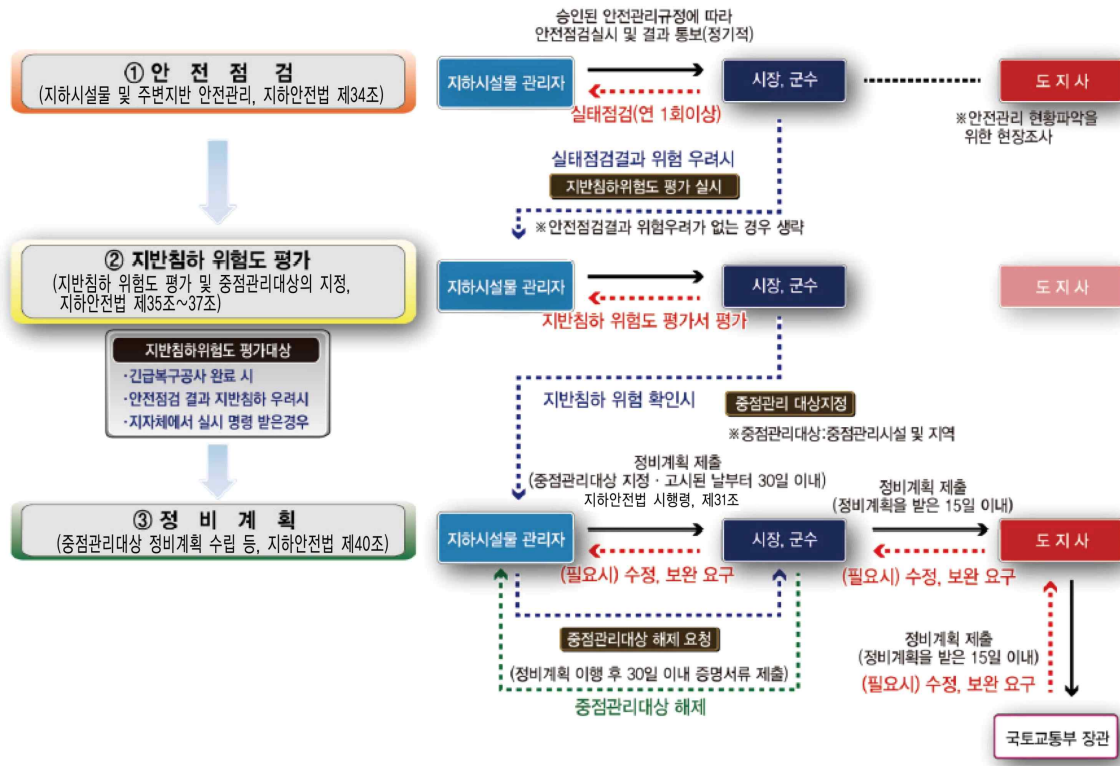 승인된 안전관리규정에 따라
안전점검실시 및 결과 통보(정기적)
① 안 전 점 검
(지하시설물 및 주변지반 안전관리, 지하안전법 제34조)
지하시설물 관리자
시장, 군수
도 지 사
실태점검(연 1회이상)
※안전관리 현황파악을
위한 현장조사
실태점검결과 위험 우려시
지반침하위험도 평가 실시
※안전점검결과 위험우려가 없는 경우 생략
② 지반침하 위험도 평가
(지반침하 위험도 평가 및 중점관리대상의 지정,
지하안전법 제35조~37조)
지하시설물 관리자
시장, 군수
도 지 사
지반침하 위험도 평가서 평가
지반침하위험도 평가대상
·긴급복구공사 완료 시
·안전점검 결과 지반침하 우려시
·지자체에서 실시 명령 받은경우
지반침하 위험 확인시
중점관리 대상지정
※중점관리대상:중점관리시설 및 지역
정비계획 제출
(중점관리대상 지정·고시된 날부터 30일 이내)
지하안전법 시행령, 제31조
정비계획 제출
(정비계획을 받은 15일 이내)
③ 정 비 계 획
(중점관리대상 정비계획 수립 등, 지하안전법 제40조)
지하시설물 관리자
시장, 군수
도 지 사
(필요시) 수정, 보완 요구
(필요시) 수정, 보완 요구
중점관리대상 해제 요청
(정비계획 이행 후 30일 이내 증명서류 제출)
중점관리대상 해제
정비계획 제출
(정비계획을 받은 15일 이내)
(필요시) 수정, 보완 요구
국토교통부 장관